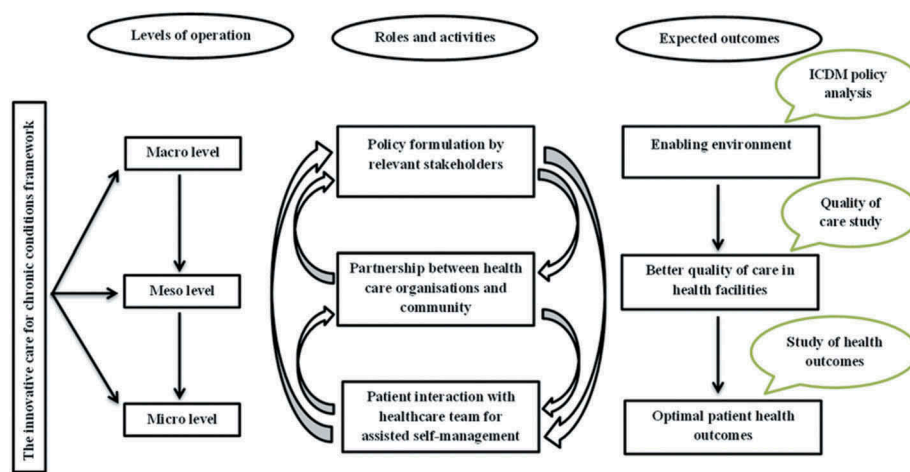 Levels of operation
Roles and activities
Expected outcomes
ICDM policy
analysis
The innovative care for chronic conditions framework
Macro level
Policy formulation by
relevant stakeholders
Enabling environment
Quality of
care study
Meso level
Partnership between health
care organisations and
community
Better quality of care in
health facilities
Study of health
outcomes
Micro level
Patient interaction with
healthcare team for
assisted self-management
Optimal patient health
outcomes